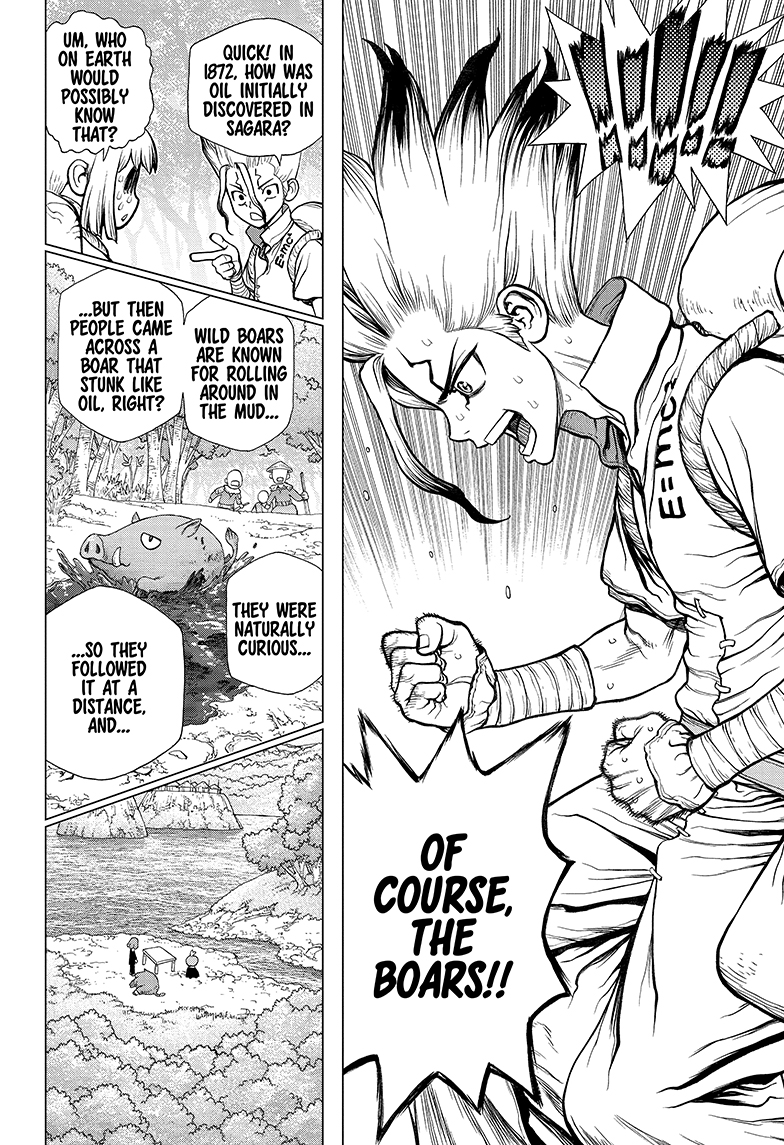 OF
COURSE,
THE
BOARS!!
E=mc²
QUICK! IN
1872, HOW WAS
OIL INITIALLY
DISCOVERED IN
SAGARA?
UM, WHO
ON EARTH
WOULD
POSSIBLY
KNOW
THAT?
E=mc²
WILD BOARS
ARE KNOWN
FOR ROLLING
AROUND IN
THE MUD...
...BUT THEN
PEOPLE CAME
ACROSS A
BOAR THAT
STUNK LIKE
OIL, RIGHT?
THEY WERE
NATURALLY
CURIOUS...
...SO THEY
FOLLOWED
IT AT A
DISTANCE,
AND...